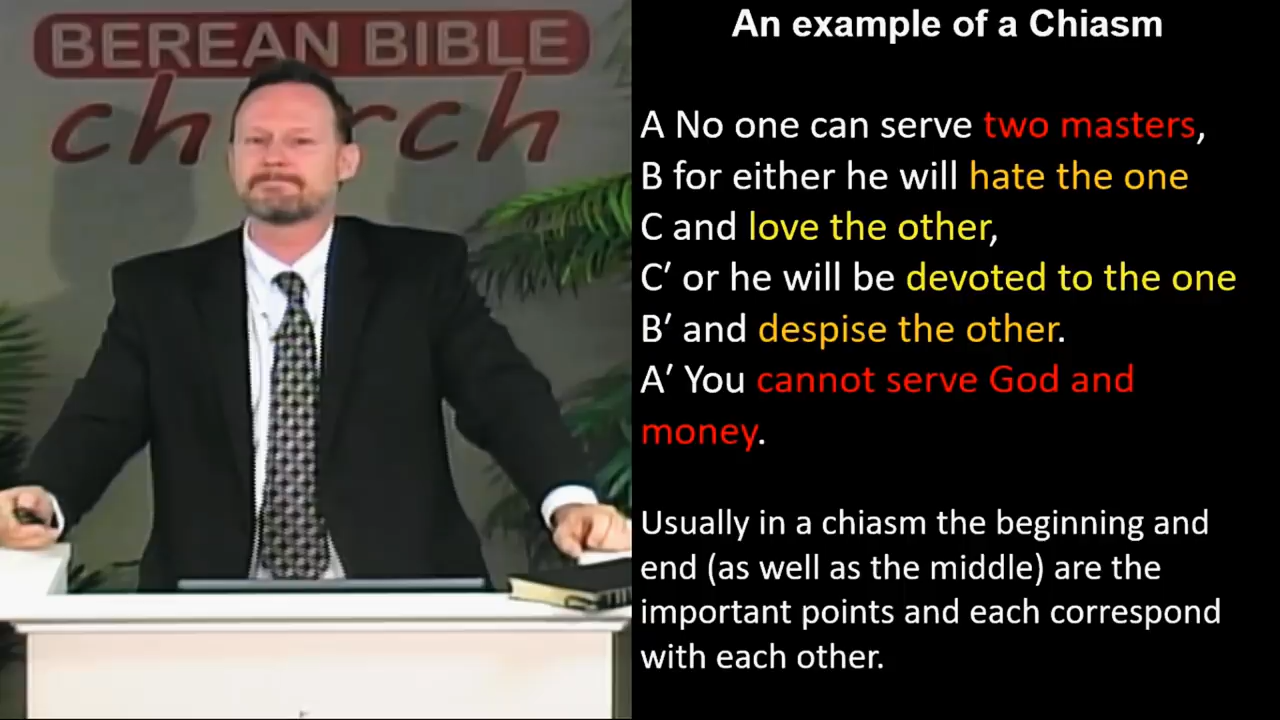 BEREAN BIBLE
church
An example of a Chiasm
A No one can serve two masters,
B for either he will hate the one
C and love the other,
C′ or he will be devoted to the one
B′ and despise the other.
A′ You cannot serve God and
money.
Usually in a chiasm the beginning and
end (as well as the middle) are the
important points and each correspond
with each other.